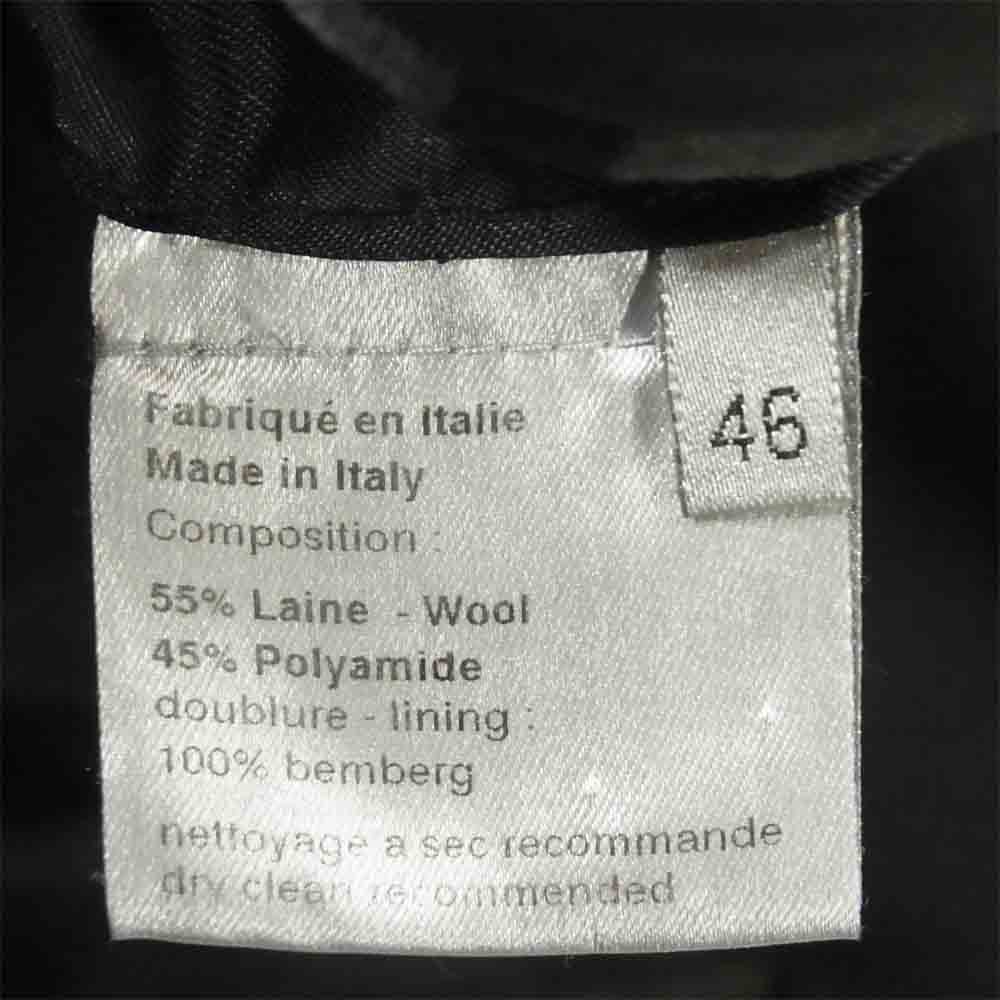 Fabriqué en Italie
Made in Italy
Composition :
55% Laine - Wool
45% Polyamide
doublure - lining :
100% bemberg
nettoyage a sec recommande
dry clean recommended
46